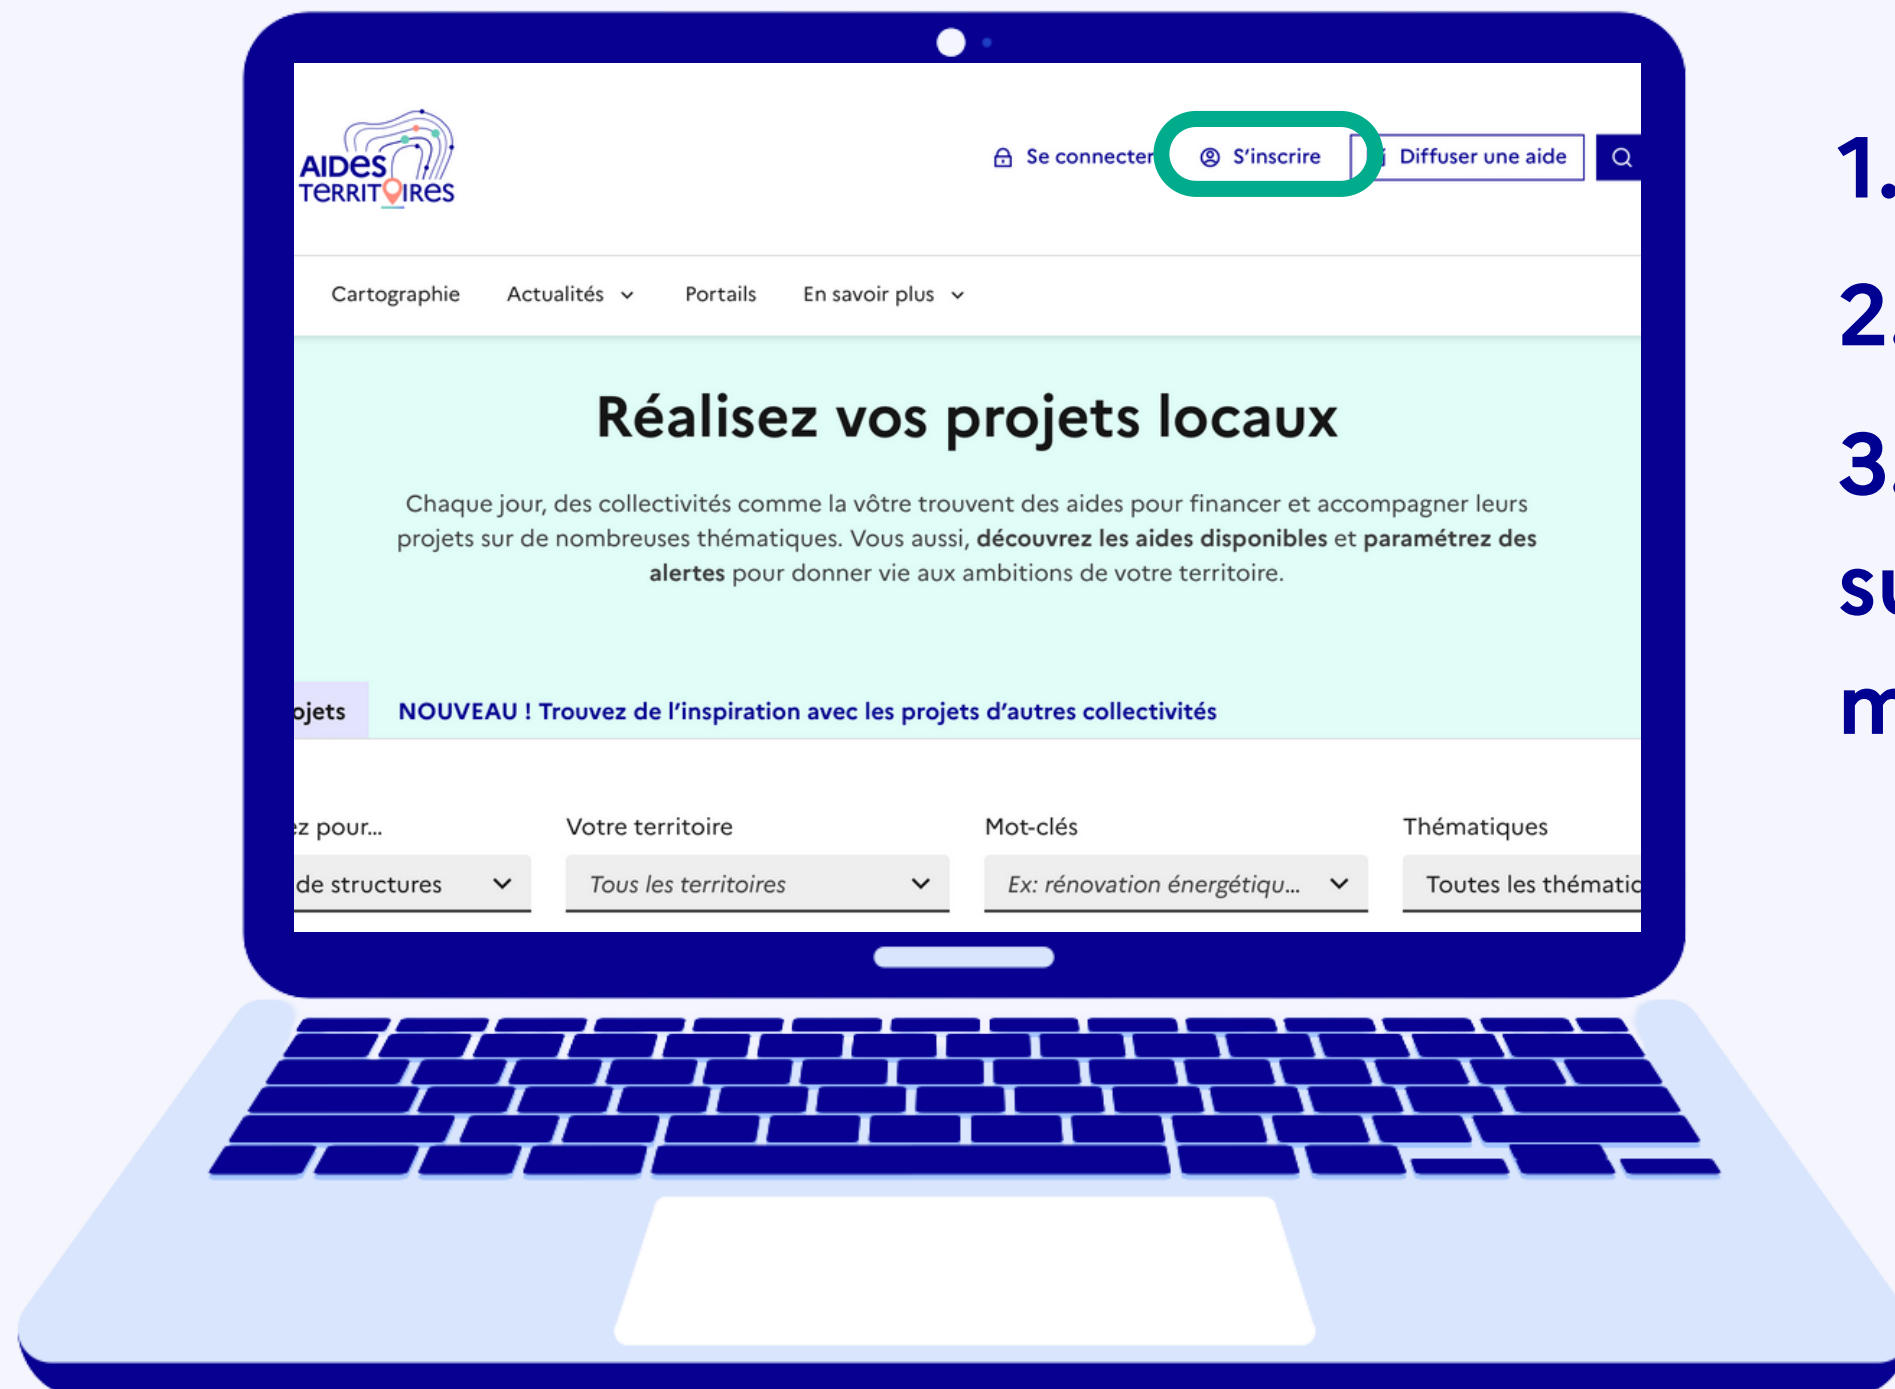 AIDES
TERRITOIRES
Se connecter
S'inscrire
Diffuser une aide
Cartographie
Actualités
Portails
En savoir plus
Réalisez vos projets locaux
Chaque jour, des collectivités comme la vôtre trouvent des aides pour financer et accompagner leurs
projets sur de nombreuses thématiques. Vous aussi, découvrez les aides disponibles et paramétrez des
alertes pour donner vie aux ambitions de votre territoire.
ojets
NOUVEAU ! Trouvez de l'inspiration avec les projets d'autres collectivités
ez pour...
Votre territoire
Mot-clés
Thématiques
de structures
Tous les territoires
Ex: rénovation énergétiqu...
Toutes les thématic
1.
2.
3.
su
m